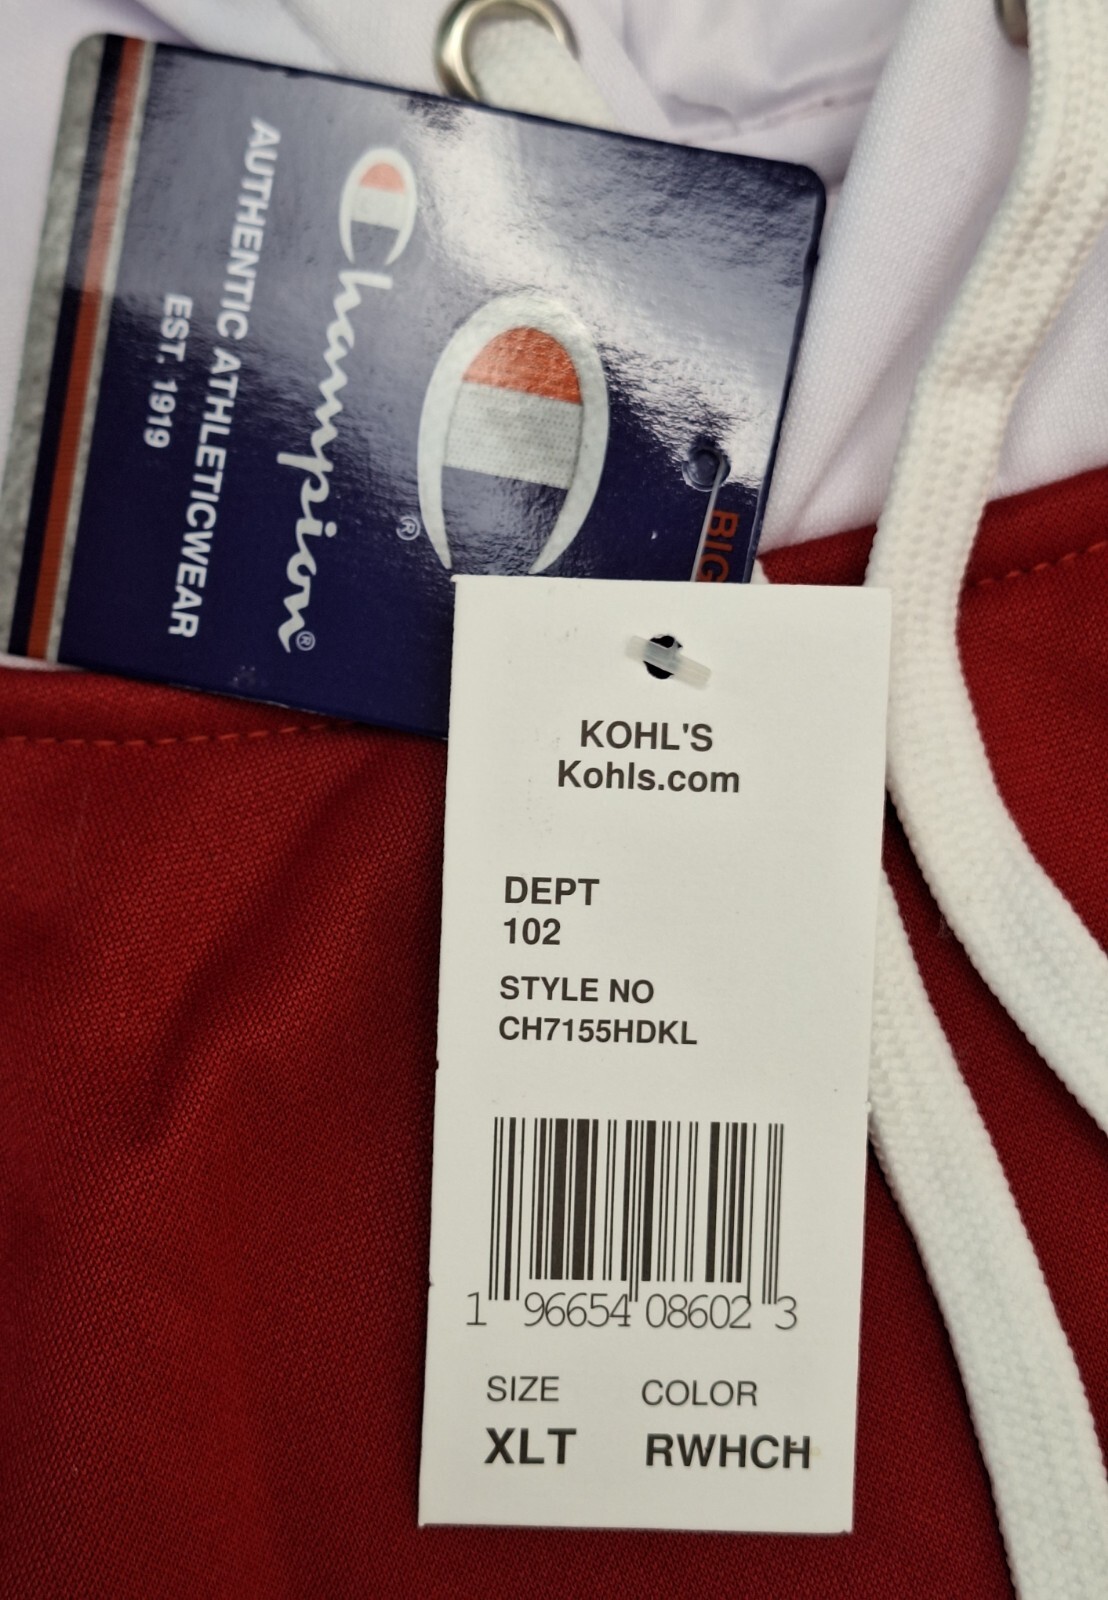 Champion®
®
AUTHENTIC ATHLETICWEAR
EST. 1919
BIG
KOHL'S
Kohls.com
DEPT
102
STYLE NO
CH7155HDKL
1 96654 08602 3
SIZE COLOR
XLT RWHCH